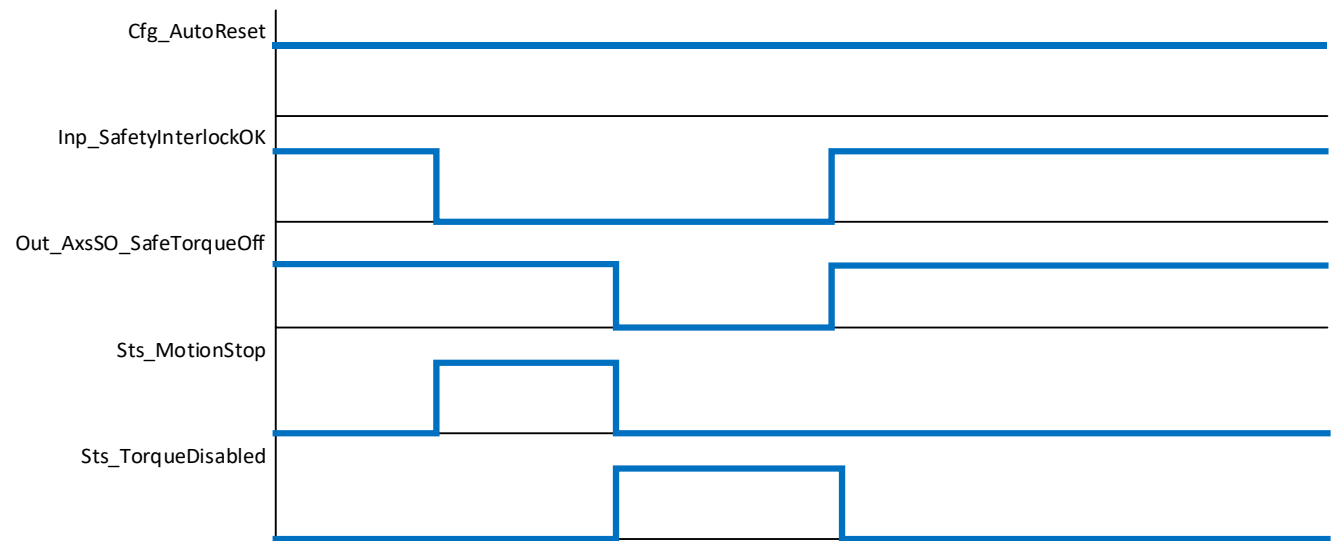 Cfg_AutoReset
Inp_SafetyInterlockOK
Out_AxsSO_SafeTorqueOff
Sts_MotionStop
Sts_TorqueDisabled